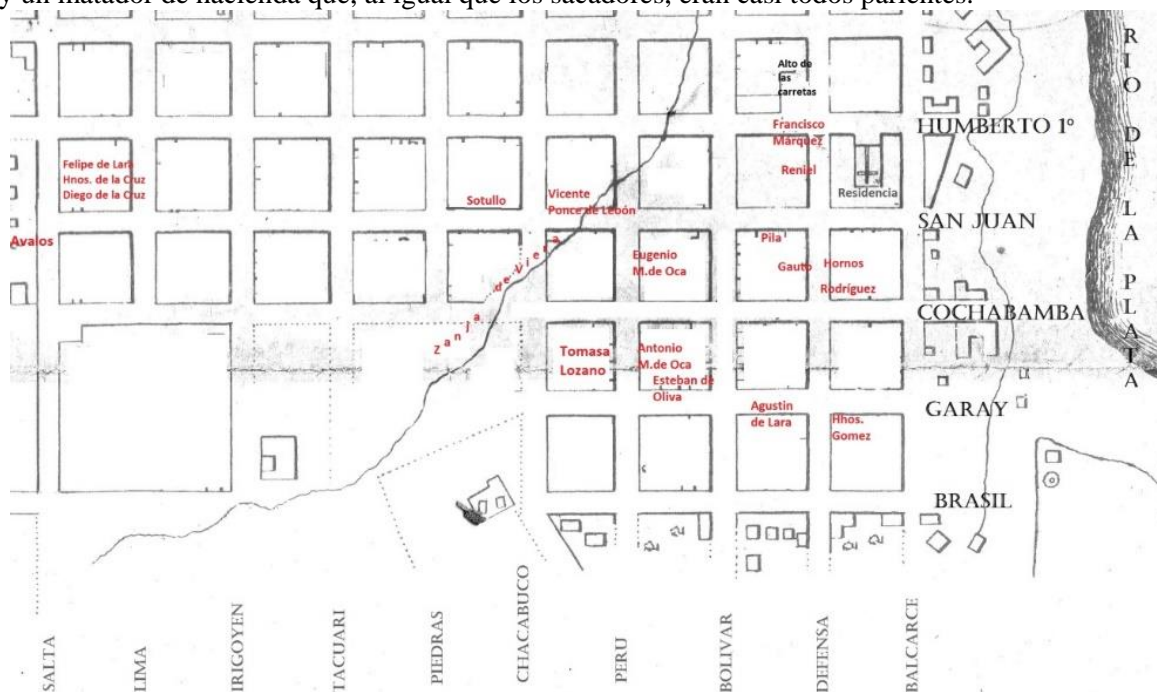 y un matador de hacienda que, al igual que los sacadores, eran casi todos parientes.
Alto de
las
carretas
RIO DE LA PLATA
HUMBERTO 1º
Francisco
Márquez
Reniel
Residencia
Felipe de Lara
Hnos. de la Cruz
Diego de la Cruz
Sotullo
Vicente
Ponce de Lebón
SAN JUAN
Avalos
Zanja de Viera
Eugenio
M.de Oca
Pila
Gauto
Hornos
Rodríguez
COCHABAMBA
Tomasa
Lozano
Antonio
M.de Oca
Esteban de
Oliva
Agustin
de Lara
Hhos.
Gomez
GARAY
BRASIL
SALTA
LIMA
IRIGOYEN
TACUARI
PIEDRAS
CHACABUCO
PERU
BOLIVAR
DEFENSA
BALCARCE